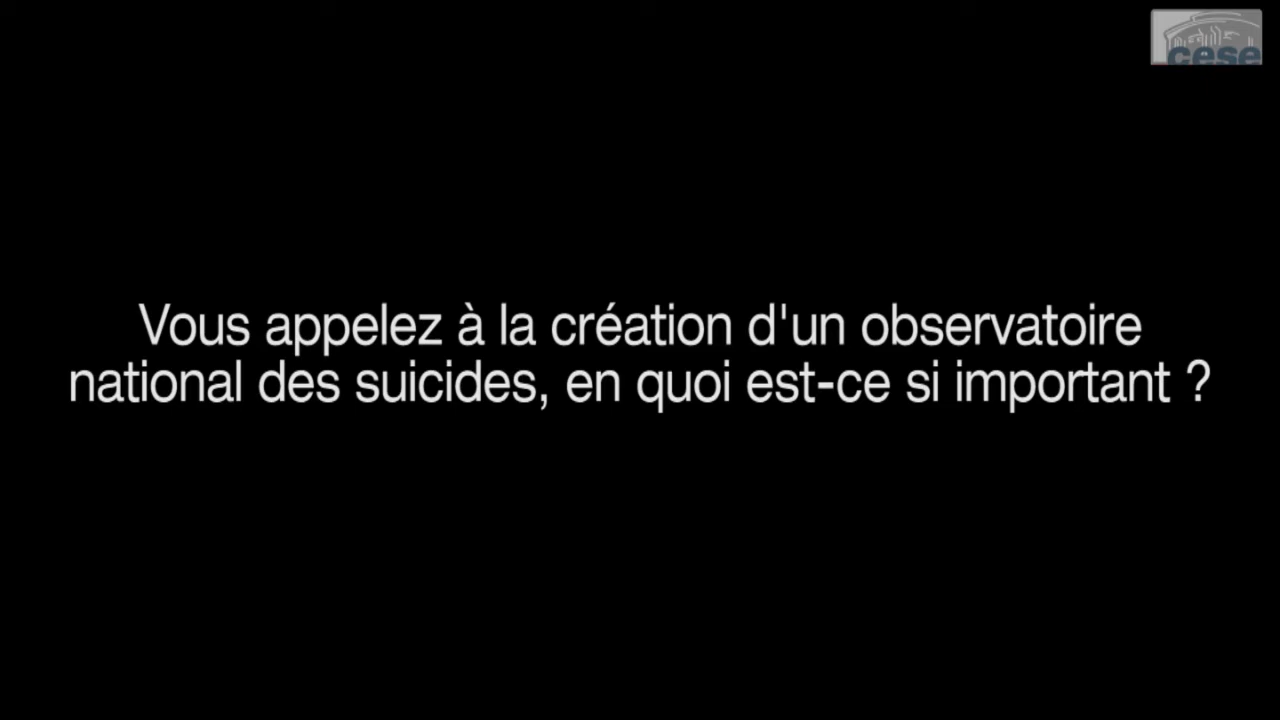 cese
Vous appelez à la création d'un observatoire
national des suicides, en quoi est-ce si important ?